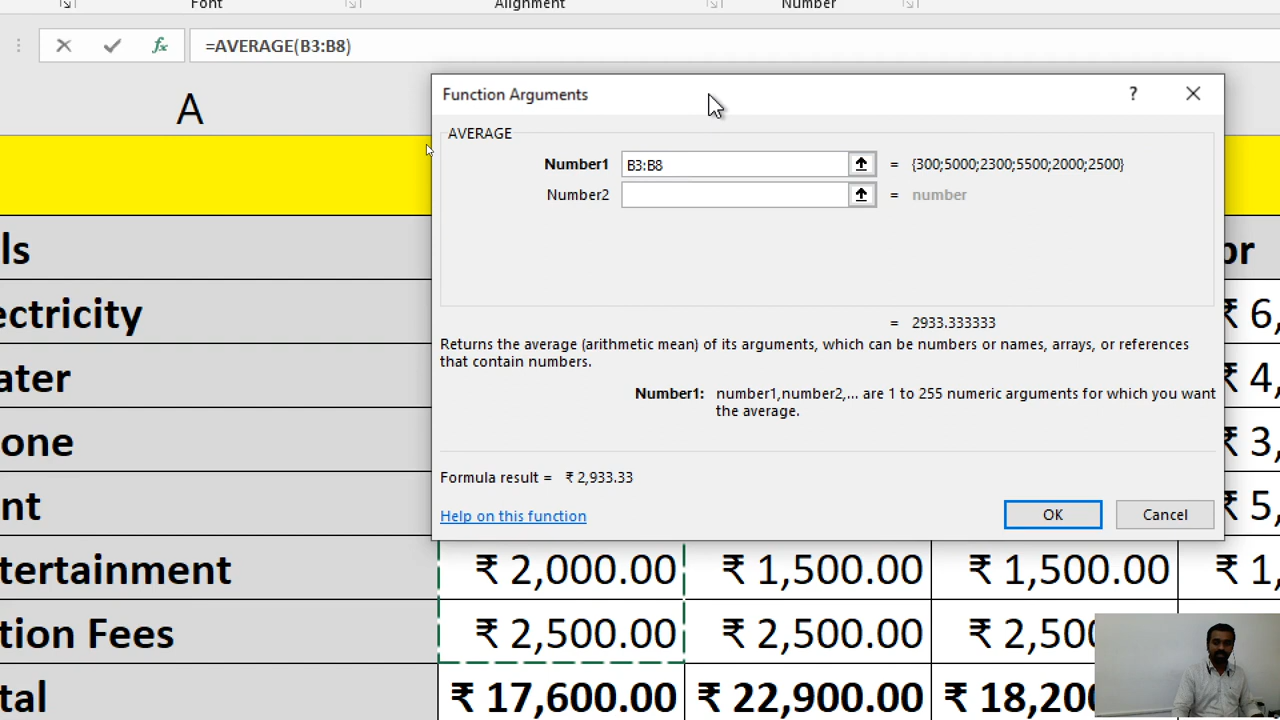 Font Alignment Number
fx =AVERAGE(B3:B8)
A
Function Arguments ?
AVERAGE
Number1 B3:B8 = {300;5000;2300;5500;2000;2500}
Number2 = number
= 2933.333333
Returns the average (arithmetic mean) of its arguments, which can be numbers or names, arrays, or references
that contain numbers.
Number1: number1,number2,... are 1 to 255 numeric arguments for which you want
the average.
Formula result = ₹ 2,933.33
Help on this function OK Cancel
ls pr
ectricity ₹ 6,
ater ₹ 4,
one ₹ 3,
nt ₹ 5,
tertainment ₹ 2,000.00 ₹ 1,500.00 ₹ 1,500.00 ₹ 1,
tion Fees ₹ 2,500.00 ₹ 2,500.00 ₹ 2,500
tal ₹ 17,600.00 ₹ 22,900.00 ₹ 18,200